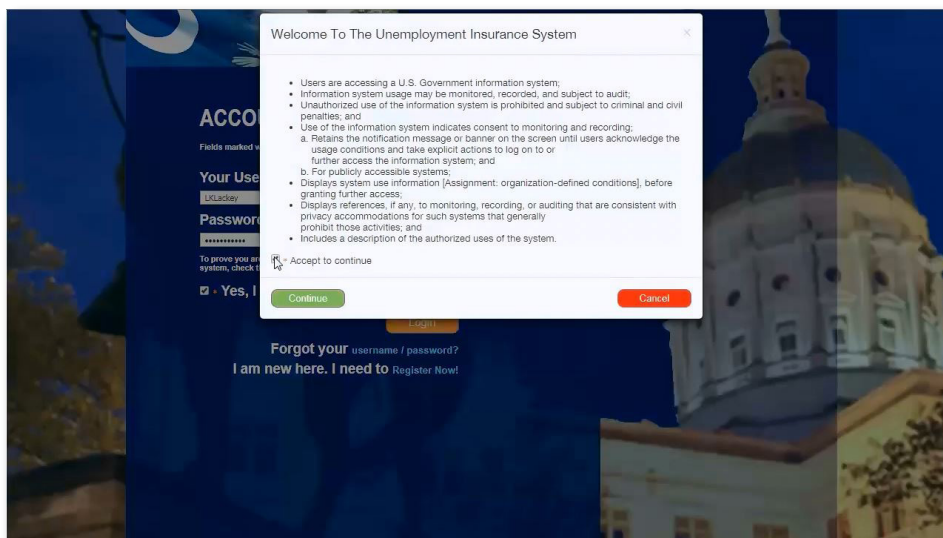 Welcome To The Unemployment Insurance System
×
• Users are accessing a U.S. Government information system;
• Information system usage may be monitored, recorded, and subject to audit;
• Unauthorized use of the information system is prohibited and subject to criminal and civil
penalties; and
• Use of the information system indicates consent to monitoring and recording;
a. Retains the notification message or banner on the screen until users acknowledge the
usage conditions and take explicit actions to log on to or
further access the information system; and
b. For publicly accessible systems;
• Displays system use information [Assignment: organization-defined conditions], before
granting further access;
• Displays references, if any, to monitoring, recording, or auditing that are consistent with
privacy accommodations for such systems that generally
prohibit those activities; and
• Includes a description of the authorized uses of the system.
Accept to continue
Continue
Cancel
ACCO
Fields marked w
Your Use
LKLackey
Password
To prove you are
system, check t
Yes, I
Login
Forgot your username / password?
I am new here. I need to Register Now!